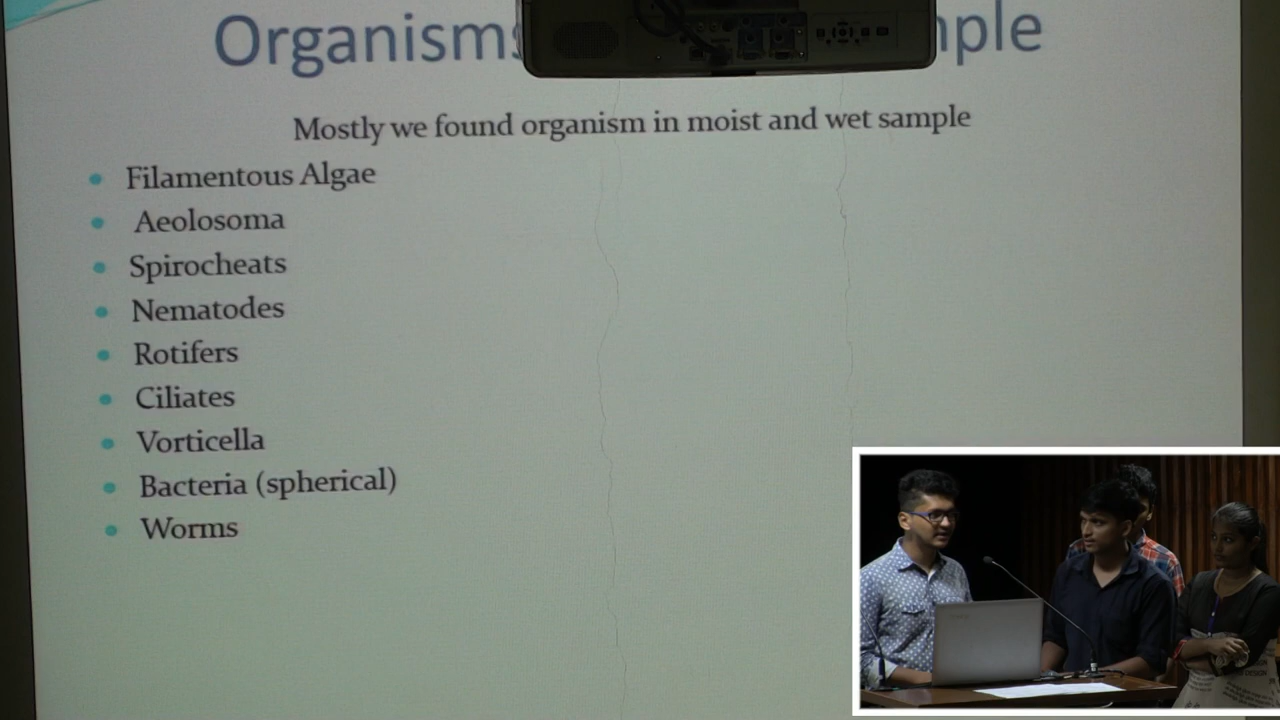 Organisms
Mostly we found organism in moist and wet sample
Filamentous Algae
Aeolosoma
Spirocheats
Nematodes
Rotifers
Ciliates
Vorticella
Bacteria (spherical)
Worms